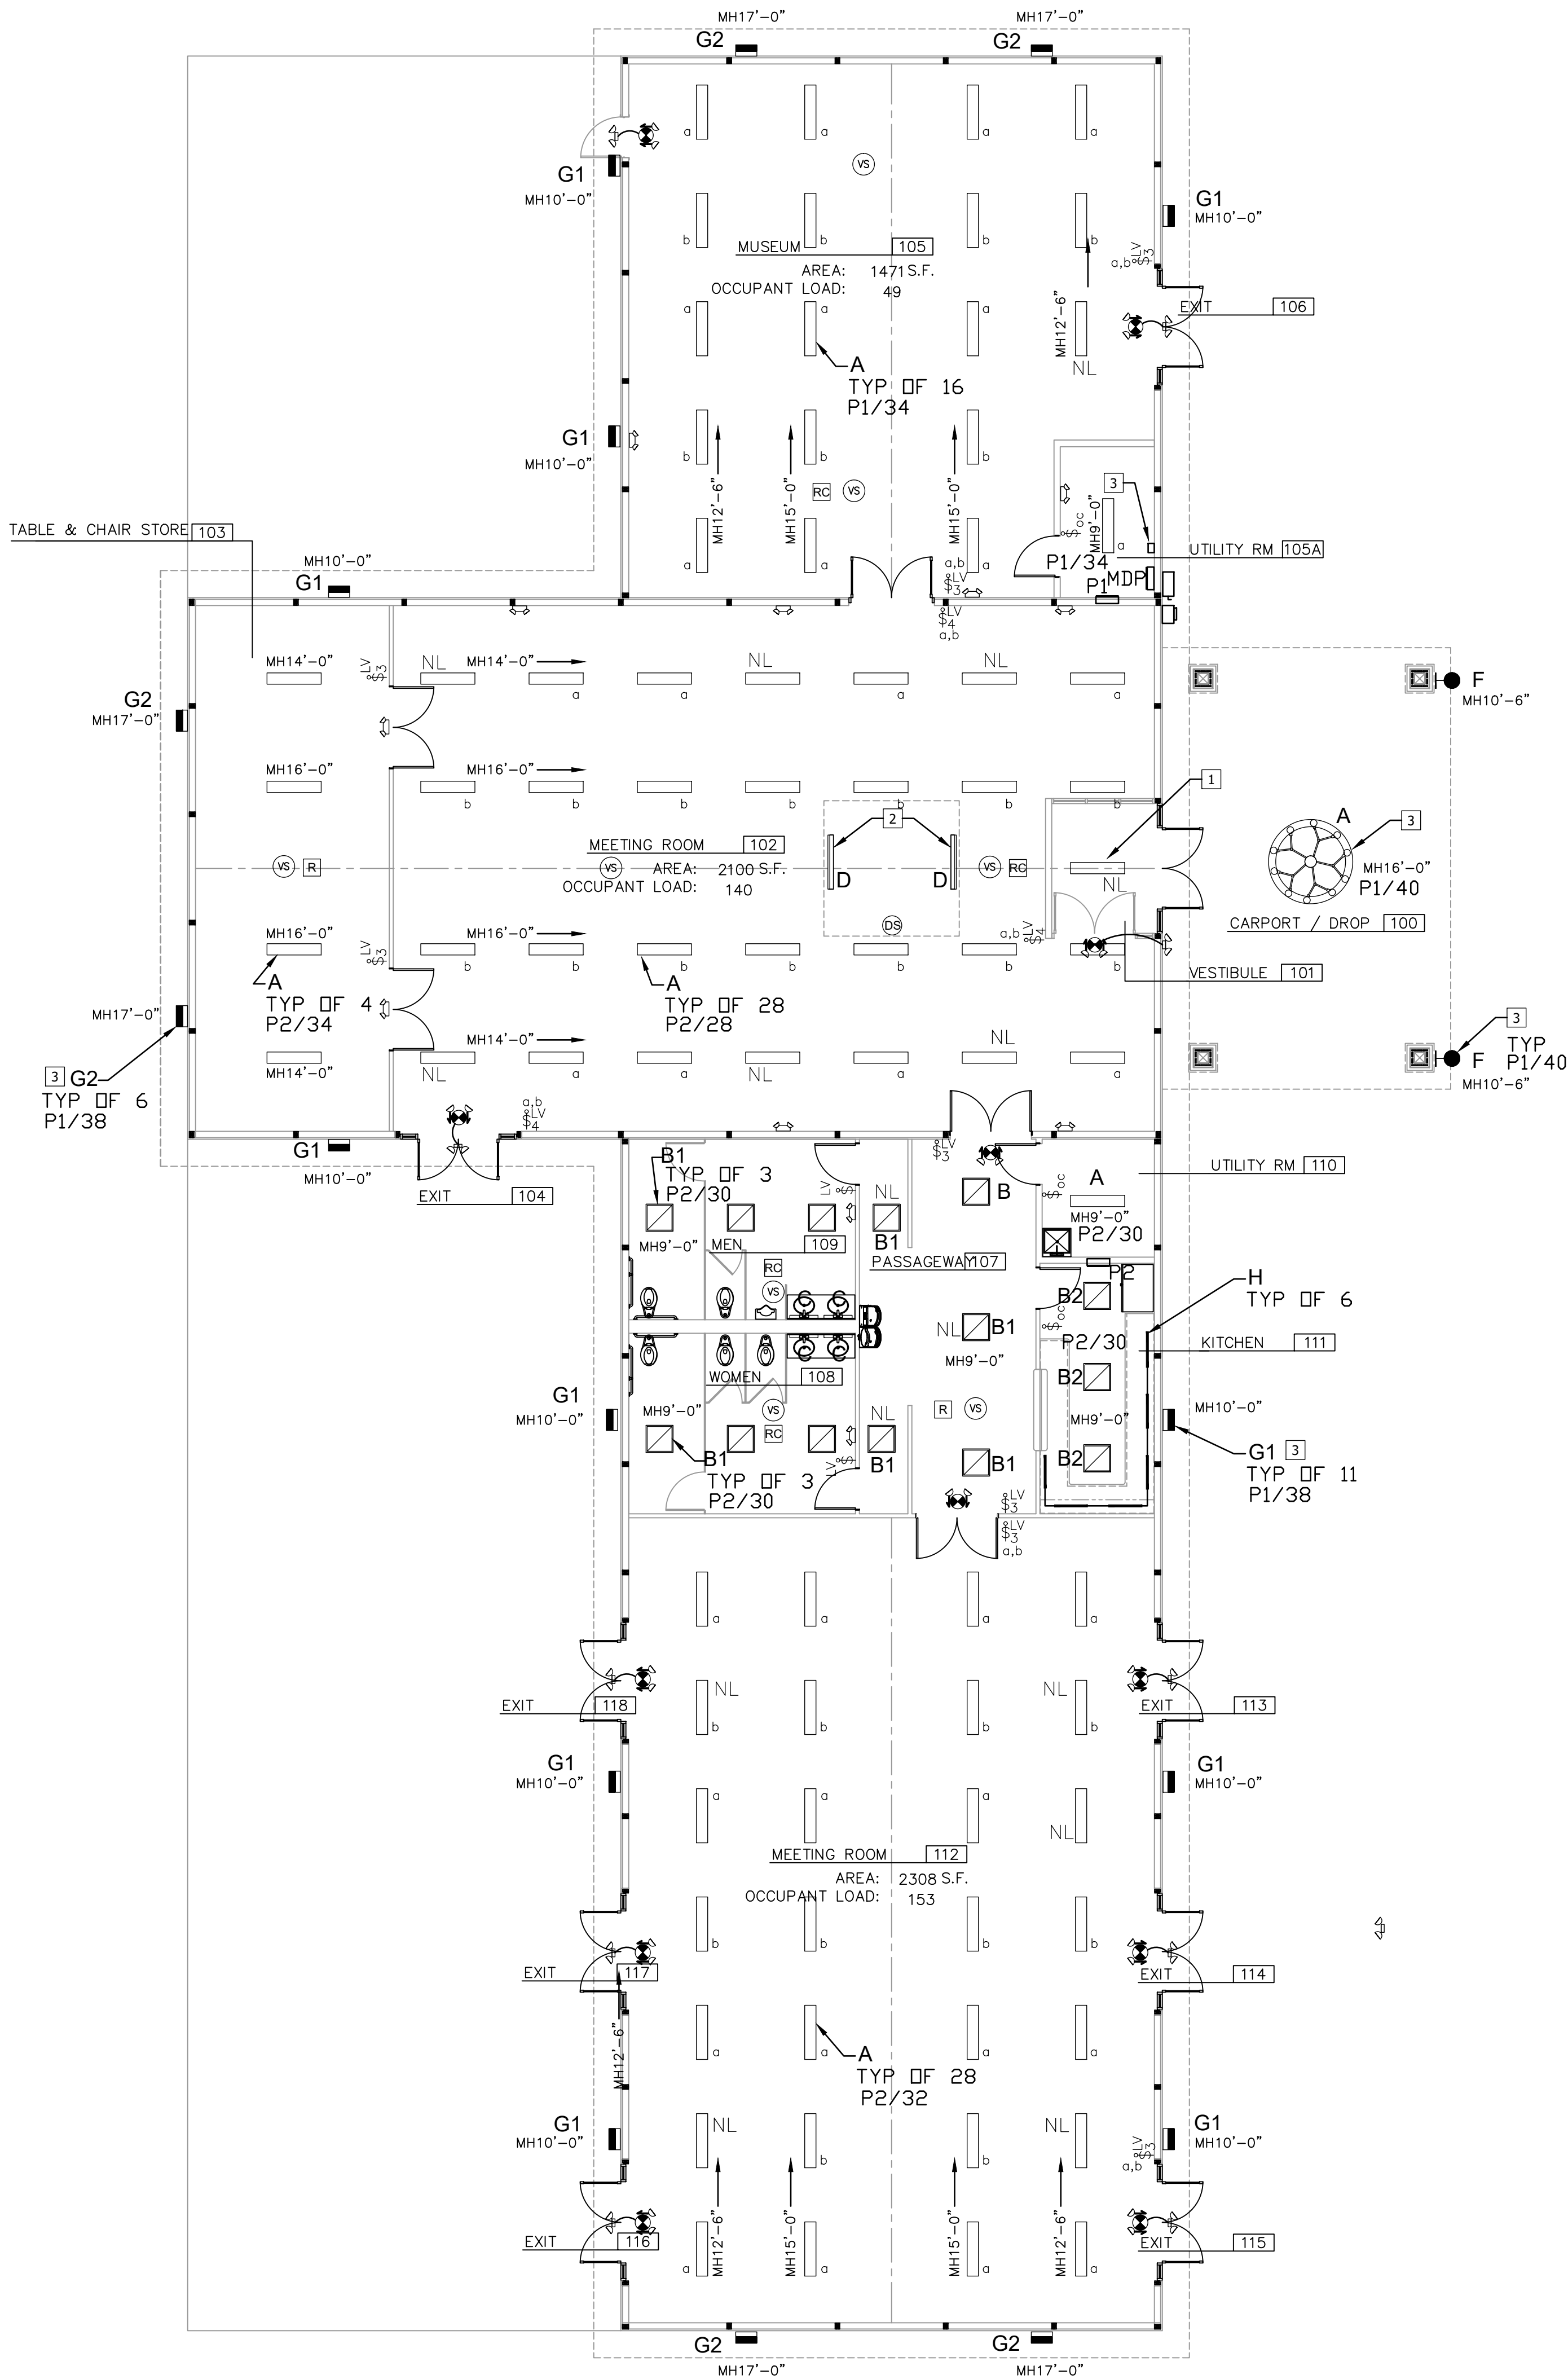 MH17'-0" MH17'-0"
G2 G2
a a a a
G1
MH10'-0"
VS
G1
MH10'-0"
b b b b
MUSEUM 105
AREA: 1471 S.F.
OCCUPANT LOAD: 49
LV
a,b $3
EXIT 106
a a a
MH12'-6"
NL
A
TYP OF 16
P1/34
G1
MH10'-0"
b b b
MH12'-6" MH15'-0" MH15'-0"
RC VS
3
MH9'-0"
$ OC
a
UTILITY RM 105A
P1/34
P1 MDP
TABLE & CHAIR STORE 103
MH10'-0"
G1
a,b
LV
$3
LV
$4
a,b
MH14'-0" LV $3 NL MH14'-0" NL NL
a a a a
F
MH10'-6"
G2
MH17'-0"
MH16'-0" MH16'-0"
b b b b b b b
1
2
MEETING ROOM 102
AREA: 2100 S.F.
OCCUPANT LOAD: 140
VS R VS D D VS RC
NL
A
3
MH16'-0"
P1/40
CARPORT / DROP 100
DS
MH16'-0" LV $3 MH16'-0" a,b LV $4
b b b b b b b
VESTIBULE 101
A
TYP OF 4
P2/34
A
TYP OF 28
P2/28
MH17'-0"
3 G2
TYP OF 6
P1/38
MH14'-0" NL MH14'-0" NL NL
a a a a
3
TYP
P1/40
F
MH10'-6"
G1
MH10'-0"
a,b
LV
$4
EXIT 104
B1
TYP OF 3
P2/30
LV
$3
LV $
NL
B1
B
UTILITY RM 110
A
$ OC
MH9'-0"
P2/30
MH9'-0"
MEN 109
PASSAGEWAY 107
RC
VS
P2
B2
H
TYP OF 6
NL B1
MH9'-0"
$ OC
P2/30
KITCHEN 111
WOMEN 108
B2
G1
MH10'-0"
MH9'-0"
VS
RC
NL
B1
R VS
MH9'-0"
MH10'-0"
B1
TYP OF 3
P2/30
LV $
B1
B2
G1 3
TYP OF 11
P1/38
LV
$3
LV
$3
a,b
a a a a
NL NL
b b b b
EXIT 118
EXIT 113
G1
MH10'-0"
G1
MH10'-0"
a a a
NL
MEETING ROOM 112
AREA: 2308 S.F.
OCCUPANT LOAD: 153
b b b
EXIT 117
EXIT 114
MH12'-6"
a a a a
A
TYP OF 28
P2/32
G1
MH10'-0"
G1
MH10'-0"
NL NL
b b
LV
$3
a,b
MH12'-6" MH15'-0" MH15'-0" MH12'-6"
EXIT 116
EXIT 115
a a a a
G2 G2
MH17'-0" MH17'-0"